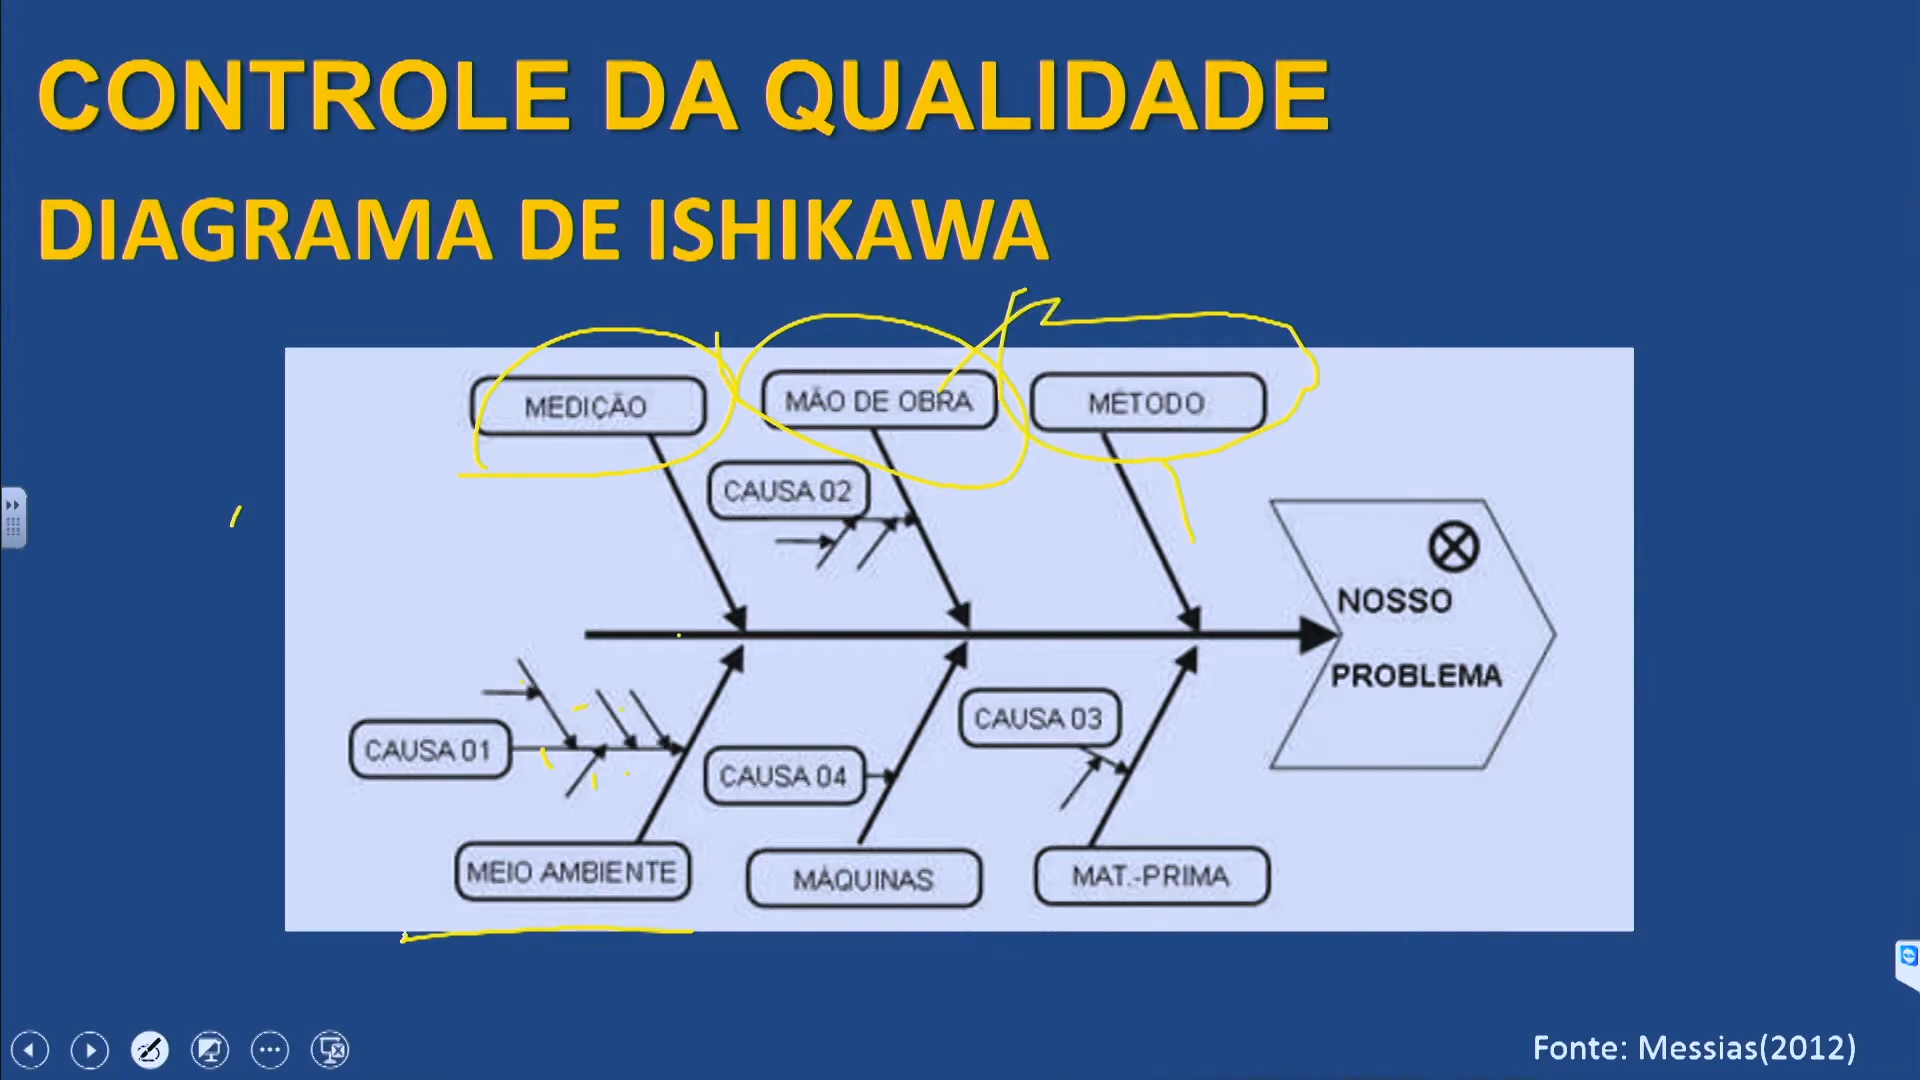 CONTROLE DA QUALIDADE
DIAGRAMA DE ISHIKAWA
MEDIÇÃO
MÃO DE OBRA
MÉTODO
CAUSA 02
NOSSO
PROBLEMA
CAUSA 01
CAUSA 04
CAUSA 03
MEIO AMBIENTE
MÁQUINAS
MAT.-PRIMA
Fonte: Messias(2012)